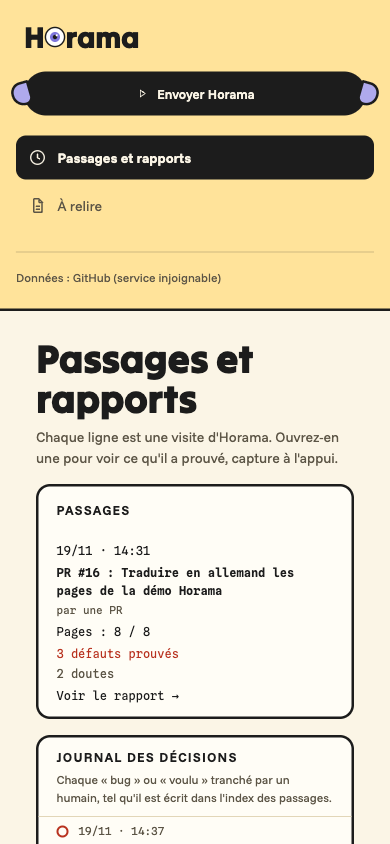 Horama
Envoyer Horama
Passages et rapports
À relire
Données : GitHub (service injoignable)
Passages et
rapports
Chaque ligne est une visite d'Horama. Ouvrez-en
une pour voir ce qu'il a prouvé, capture à l'appui.
PASSAGES
19/11 · 14:31
PR #16 : Traduire en allemand les
pages de la démo Horama
par une PR
Pages : 8 / 8
3 défauts prouvés
2 doutes
Voir le rapport →
JOURNAL DES DÉCISIONS
Chaque « bug » ou « voulu » tranché par un
humain, tel qu'il est écrit dans l'index des passages.
19/11 · 14:37